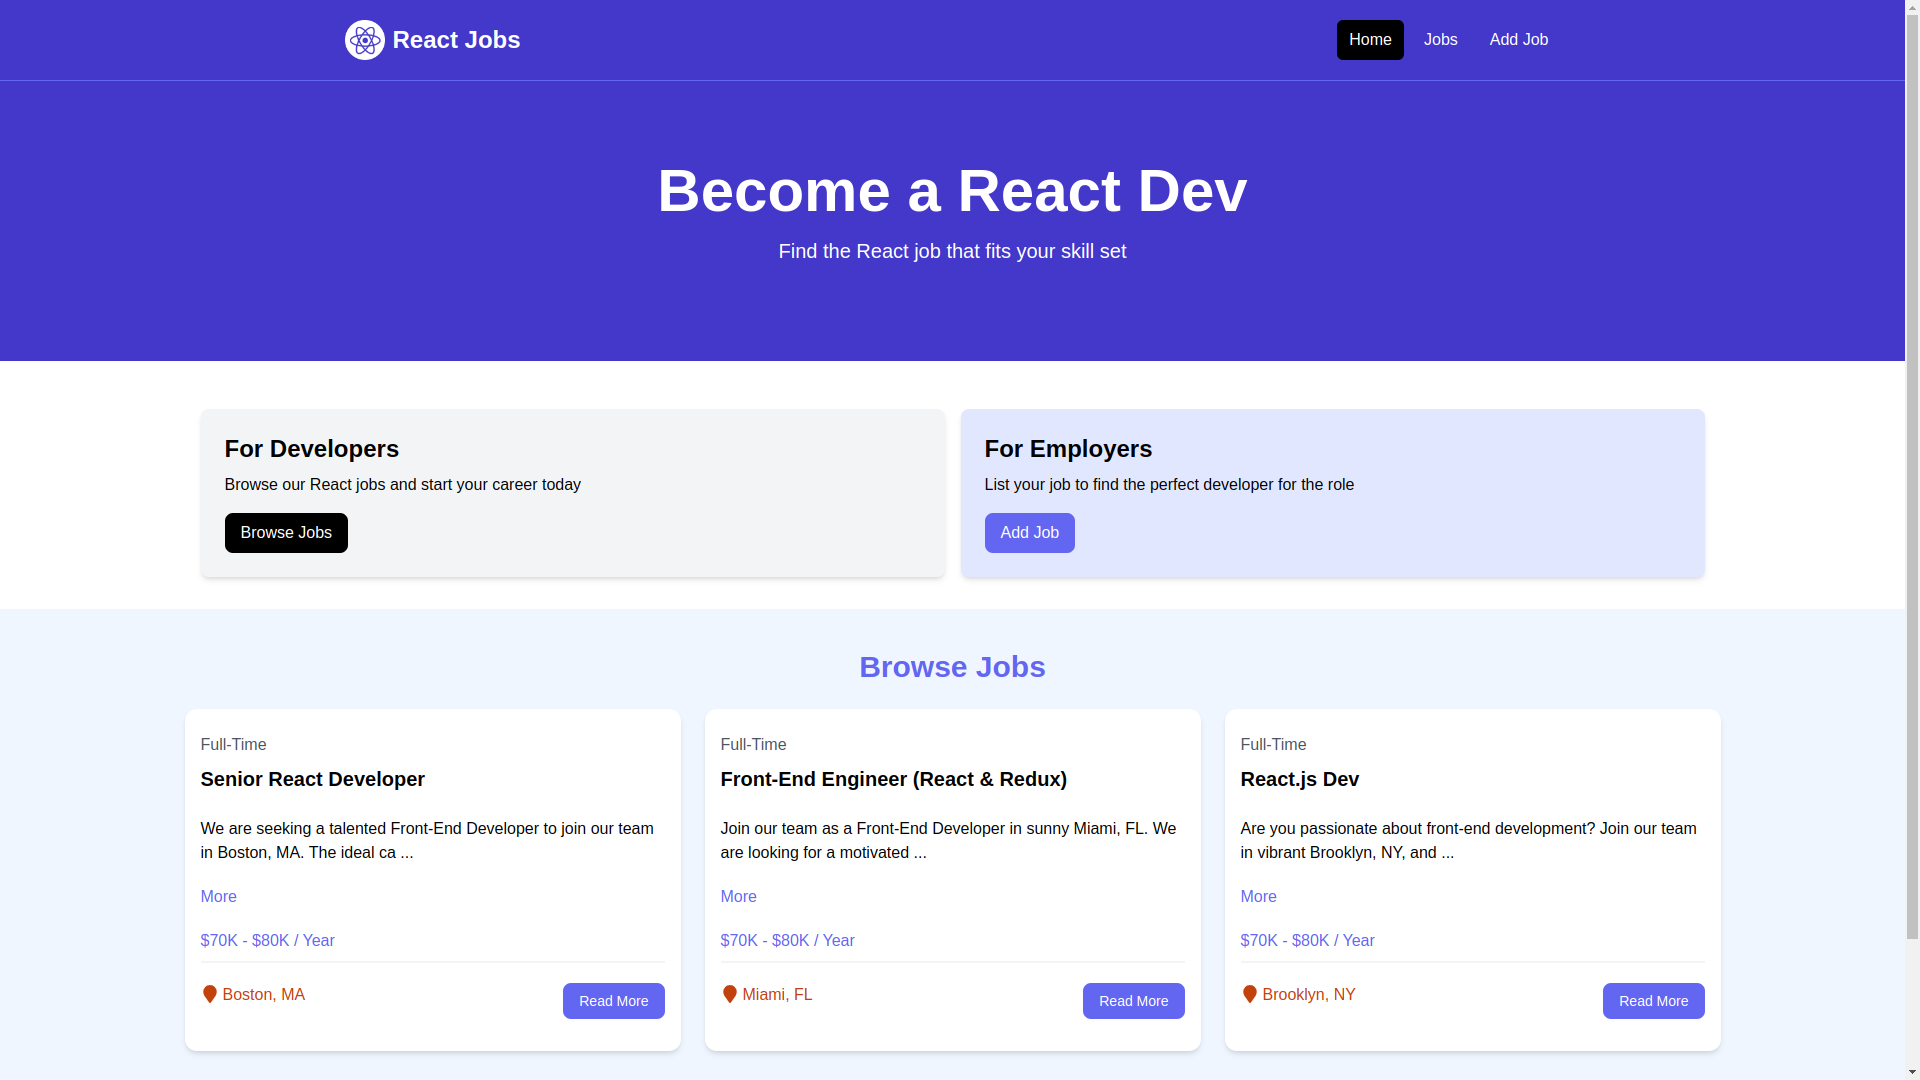 React Jobs
Home
Jobs
Add Job
Become a React Dev
Find the React job that fits your skill set
For Developers
Browse our React jobs and start your career today
Browse Jobs
For Employers
List your job to find the perfect developer for the role
Add Job
Browse Jobs
Full-Time
Senior React Developer
We are seeking a talented Front-End Developer to join our team
in Boston, MA. The ideal ca ...
More
$70K - $80K / Year
Boston, MA
Read More
Full-Time
Front-End Engineer (React & Redux)
Join our team as a Front-End Developer in sunny Miami, FL. We
are looking for a motivated ...
More
$70K - $80K / Year
Miami, FL
Read More
Full-Time
React.js Dev
Are you passionate about front-end development? Join our team
in vibrant Brooklyn, NY, and ...
More
$70K - $80K / Year
Brooklyn, NY
Read More